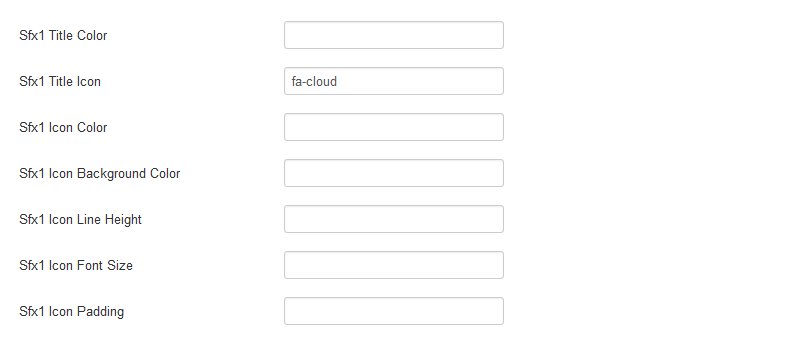 Sfx1 Title Color
Sfx1 Title Icon fa-cloud
Sfx1 Icon Color
Sfx1 Icon Background Color
Sfx1 Icon Line Height
Sfx1 Icon Font Size
Sfx1 Icon Padding